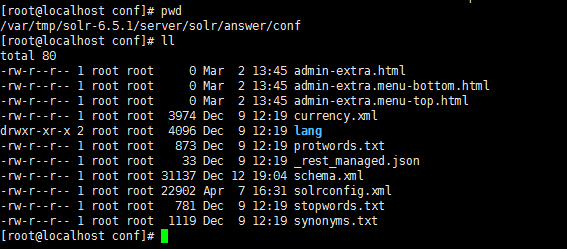 [root@localhost conf]# pwd
/var/tmp/solr-6.5.1/server/solr/answer/conf
[root@localhost conf]# ll
total 80
-rw-r--r-- 1 root root     0 Mar  2 13:45 admin-extra.html
-rw-r--r-- 1 root root     0 Mar  2 13:45 admin-extra.menu-bottom.html
-rw-r--r-- 1 root root     0 Mar  2 13:45 admin-extra.menu-top.html
-rw-r--r-- 1 root root  3974 Dec  9 12:19 currency.xml
drwxr-xr-x 2 root root  4096 Dec  9 12:19 lang
-rw-r--r-- 1 root root   873 Dec  9 12:19 protwords.txt
-rw-r--r-- 1 root root    33 Dec  9 12:19 _rest_managed.json
-rw-r--r-- 1 root root 31137 Dec 12 19:04 schema.xml
-rw-r--r-- 1 root root 22902 Apr  7 16:31 solrconfig.xml
-rw-r--r-- 1 root root   781 Dec  9 12:19 stopwords.txt
-rw-r--r-- 1 root root  1119 Dec  9 12:19 synonyms.txt
[root@localhost conf]#